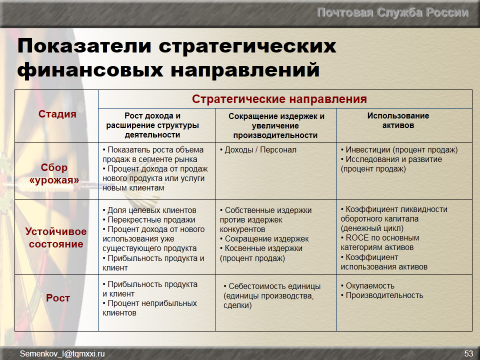 Почтовая Служба России
Показатели стратегических
финансовых направлений
Стадия
Стратегические направления
Рост дохода и
расширение структуры
деятельности
Сокращение издержек и
увеличение
производительности
Использование
активов
Сбор
«урожая»
• Показатель роста объема
продаж в сегменте рынка
• Процент дохода от продаж
нового продукта или услуги
новым клиентам
• Доходы / Персонал
• Инвестиции (процент продаж)
• Исследования и развитие
(процент продаж)
Устойчивое
состояние
• Доля целевых клиентов
• Перекрестные продажи
• Процент дохода от нового
использования уже
существующего продукта
• Прибыльность продукта и
клиент
• Собственные издержки
против издержек
конкурентов
• Сокращение издержек
• Косвенные издержки
(процент продаж)
• Коэффициент ликвидности
оборотного капитала
(денежный цикл)
• ROCE по основным
категориям активов
• Коэффициент
использования активов
Рост
• Прибыльность продукта
и клиент
• Процент неприбыльных
клиентов
• Себестоимость единицы
(единицы производства,
сделки)
• Окупаемость
• Производительность
Semenkov_I@tqmxxi.ru
53